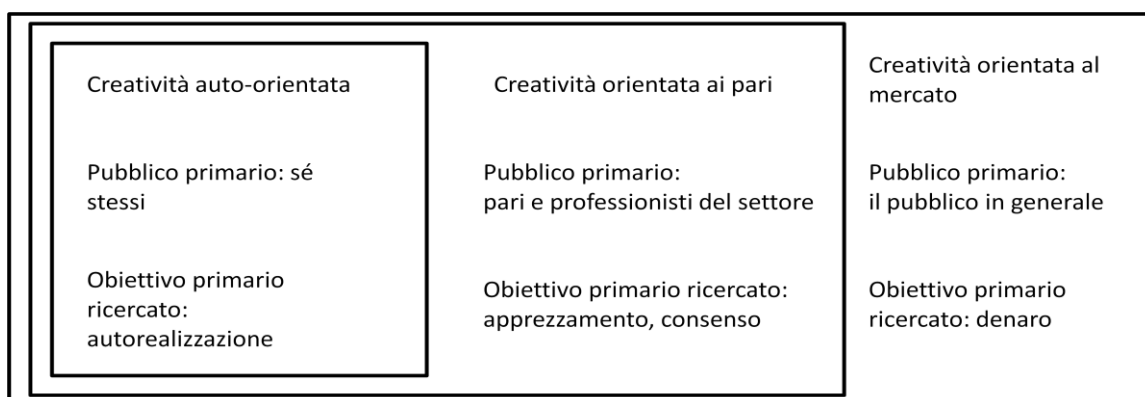 Creatività auto-orientata
Pubblico primario: sé
stessi
Obiettivo primario
ricercato:
autorealizzazione
Creatività orientata ai pari
Pubblico primario:
pari e professionisti del settore
Obiettivo primario ricercato:
apprezzamento, consenso
Creatività orientata al
mercato
Pubblico primario:
il pubblico in generale
Obiettivo primario
ricercato: denaro